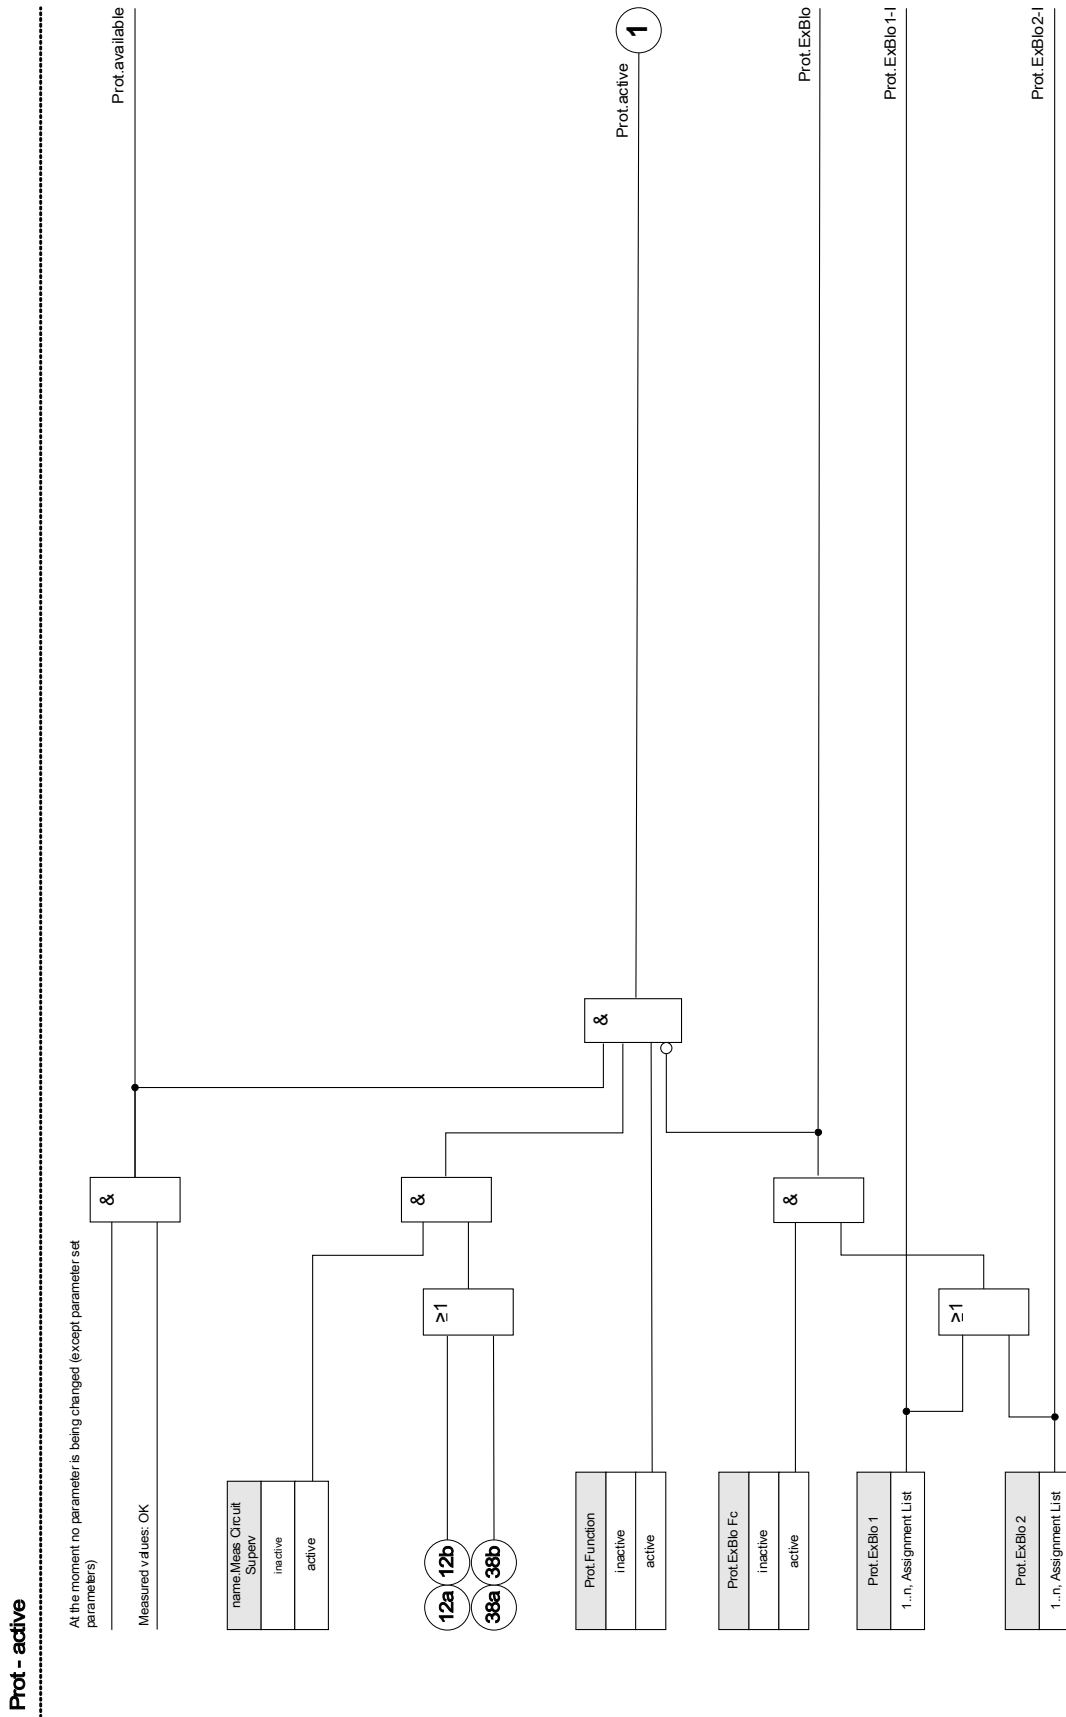 Prot - active
At the moment no parameter is being changed (except parameter set
parameters)
Measured values: OK
&
Prot.available
name.Meas Circuit
Superv
inactive
active
12a 12b
38a 38b
≥1
&
Prot.Function
inactive
active
&
Prot.active
1
Prot.ExBlo Fc
inactive
active
&
Prot.ExBlo
Prot.ExBlo 1
1..n, Assignment List
Prot.ExBlo1-I
≥1
Prot.ExBlo 2
1..n, Assignment List
Prot.ExBlo2-I